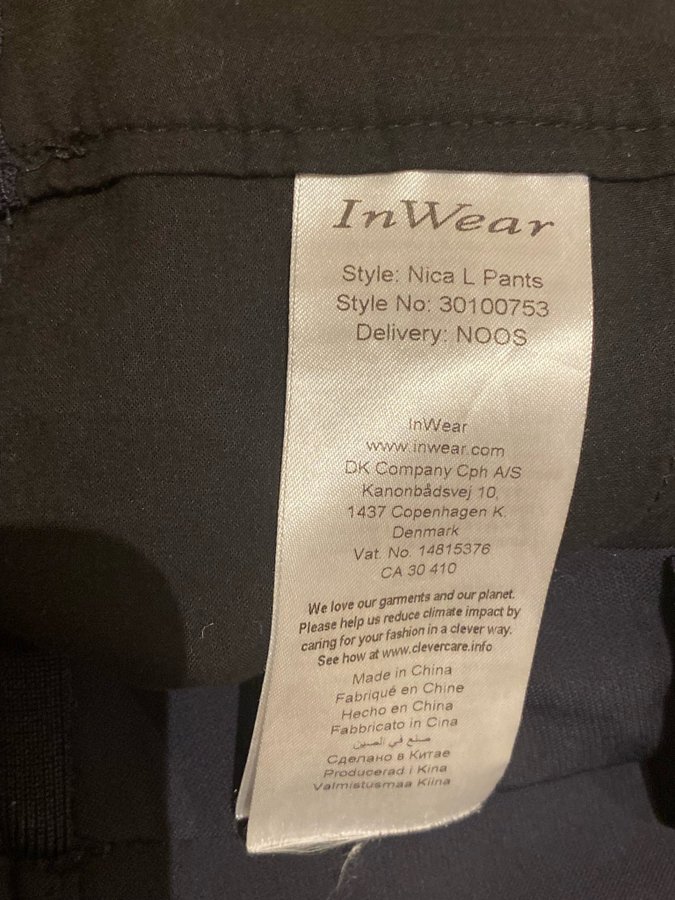 InWear
Style: Nica L Pants
Style No: 30100753
Delivery: NOOS
InWear
www.inwear.com
DK Company Cph A/S
Kanonbådsvej 10,
1437 Copenhagen K.
Denmark
Vat. No. 14815376
CA 30 410
We love our garments and our planet.
Please help us reduce climate impact by
caring for your fashion in a clever way.
See how at www.clevercare.info
Made in China
Fabriqué en Chine
Hecho en China
Fabbricato in Cina
صنع في الصين
Сделано в Китае
Producerad i Kina
Valmistusmaa Kiina